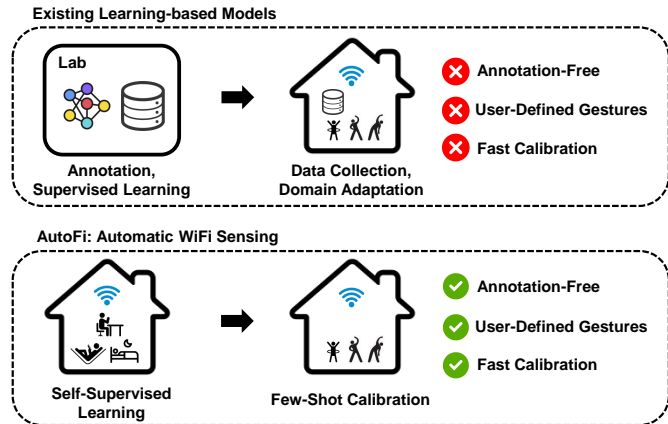 Existing Learning-based Models
Lab
Annotation,
Supervised Learning
Data Collection,
Domain Adaptation
Annotation-Free
User-Defined Gestures
Fast Calibration
AutoFi: Automatic WiFi Sensing
Self-Supervised
Learning
Few-Shot Calibration
Annotation-Free
User-Defined Gestures
Fast Calibration